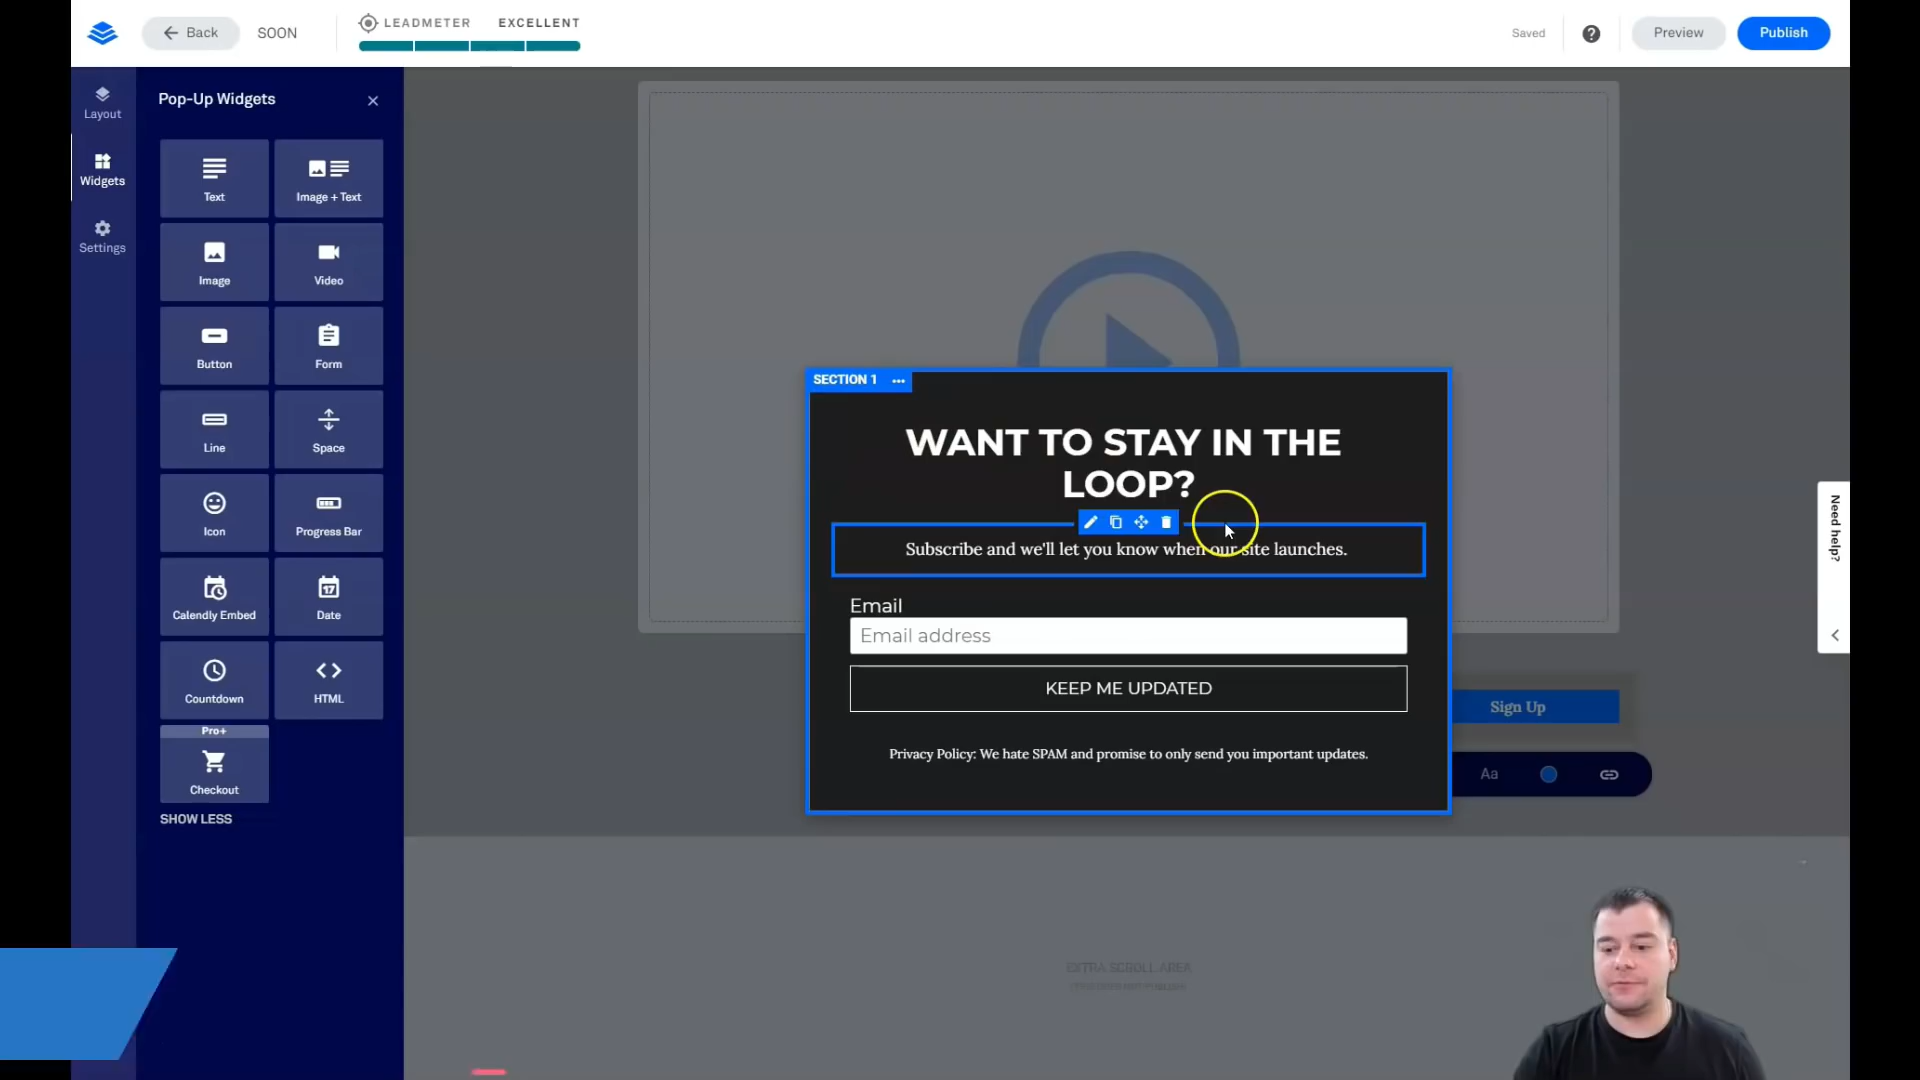 Back
SOON
LEADMETER
EXCELLENT
Saved
?
Preview
Publish
Layout
Widgets
Settings
Pop-Up Widgets
Text
Image + Text
Image
Video
Button
Form
Line
Space
Icon
Progress Bar
Calendly Embed
17
Date
Countdown
HTML
Pro+
Checkout
SHOW LESS
SECTION 1
WANT TO STAY IN THE
LOOP?
Subscribe and we'll let you know when our site launches.
Email
Email address
KEEP ME UPDATED
Privacy Policy: We hate SPAM and promise to only send you important updates.
Sign Up
Aa
Need help?
EXTRA SCROLL AREA